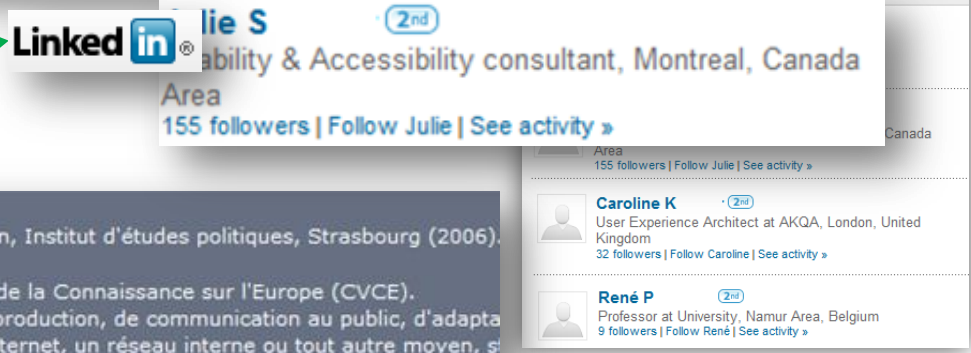 Linked in ®
lie S 2nd
ability & Accessibility consultant, Montreal, Canada
Area
155 followers | Follow Julie | See activity »
Canada
Area
155 followers | Follow Julie | See activity »
Caroline K · 2nd
User Experience Architect at AKQA, London, United
Kingdom
32 followers | Follow Caroline | See activity »
René P 2nd
Professor at University, Namur Area, Belgium
9 followers | Follow René | See activity »
n, Institut d'études politiques, Strasbourg (2006).
de la Connaissance sur l'Europe (CVCE).
production, de communication au public, d'adapta
ternet, un réseau interne ou tout autre moyen, s